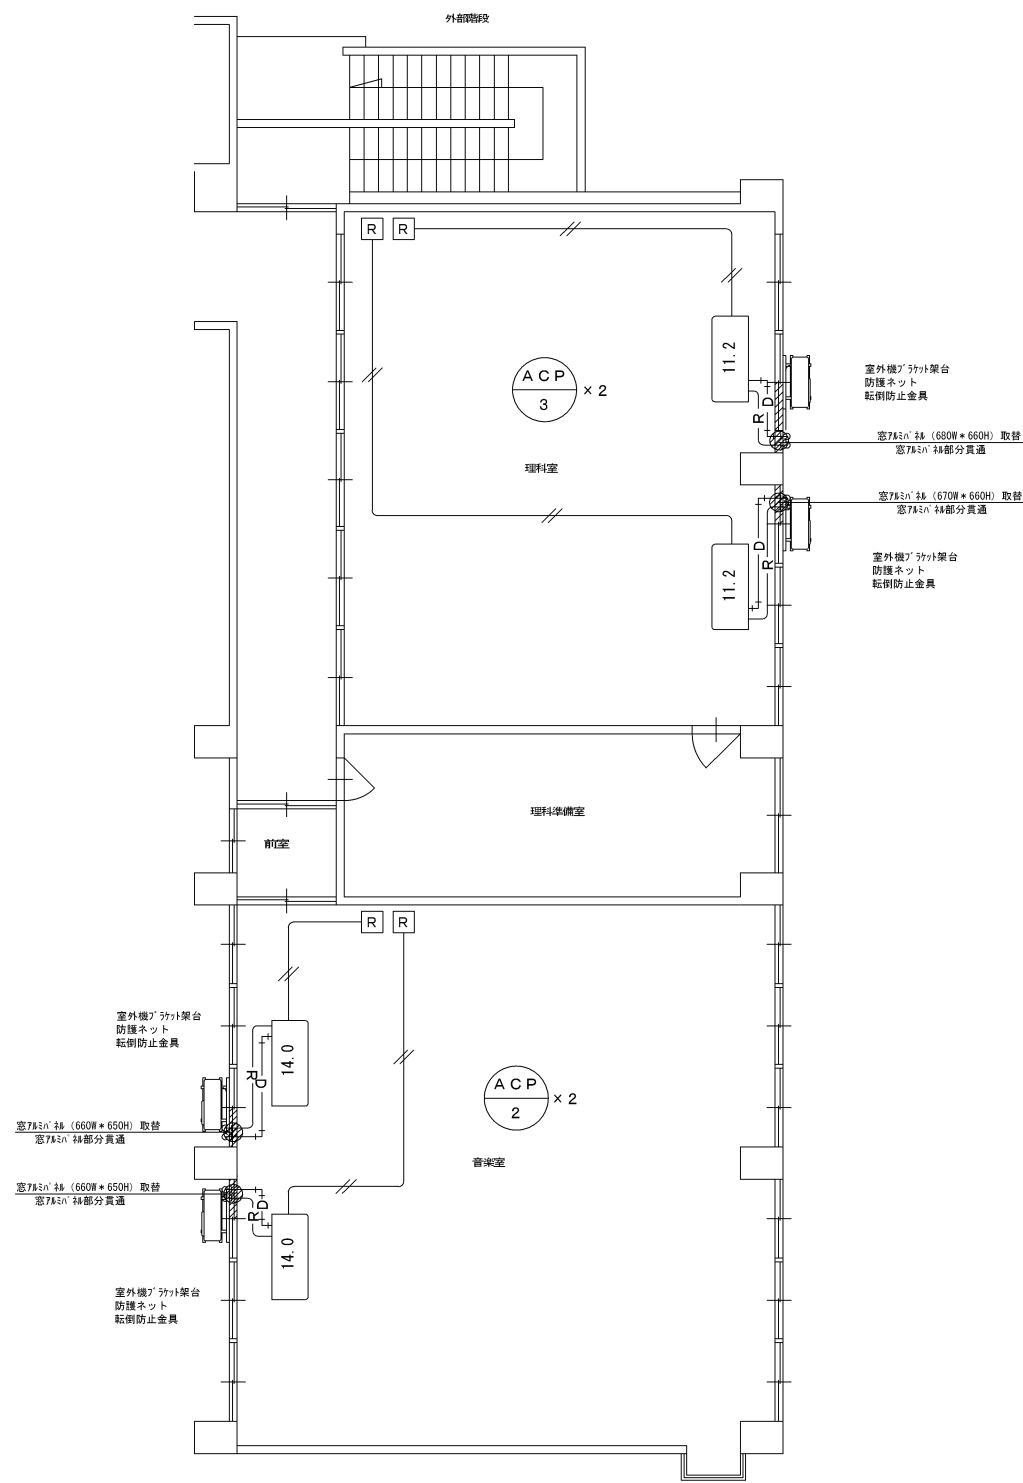 外部階段
R R
11.2
室外機ﾌﾞﾗｹｯﾄ架台
防護ネット
転倒防止金具
ACP
3
×2
D
R
窓ｱﾙﾐﾊﾟﾈﾙ (680W*660H) 取替
窓ｱﾙﾐﾊﾟﾈﾙ部分貫通
理科室
窓ｱﾙﾐﾊﾟﾈﾙ (670W*660H) 取替
窓ｱﾙﾐﾊﾟﾈﾙ部分貫通
D
R
11.2
室外機ﾌﾞﾗｹｯﾄ架台
防護ネット
転倒防止金具
理科準備室
前室
R R
室外機ﾌﾞﾗｹｯﾄ架台
防護ネット
転倒防止金具
14.0
R
D
ACP
2
×2
窓ｱﾙﾐﾊﾟﾈﾙ (660W*650H) 取替
窓ｱﾙﾐﾊﾟﾈﾙ部分貫通
音楽室
窓ｱﾙﾐﾊﾟﾈﾙ (660W*650H) 取替
窓ｱﾙﾐﾊﾟﾈﾙ部分貫通
D
R
14.0
室外機ﾌﾞﾗｹｯﾄ架台
防護ネット
転倒防止金具